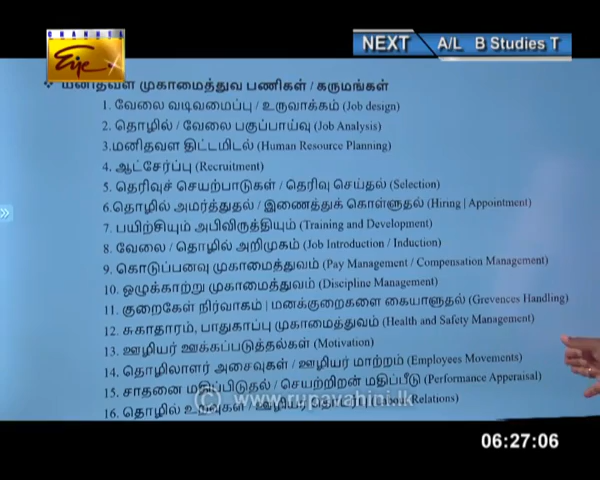 CHANNEL
Eye
NEXT A/L B Studies T
❖ மனிதவள முகாமைத்துவ பணிகள் / கருமங்கள்
1. வேலை வடிவமைப்பு / உருவாக்கம் (Job design)
2. தொழில் / வேலை பகுப்பாய்வு (Job Analysis)
3.மனிதவள திட்டமிடல் (Human Resource Planning)
4. ஆட்சேர்ப்பு (Recruitment)
5. தெரிவுச் செயற்பாடுகள் / தெரிவு செய்தல் (Selection)
6.தொழில் அமர்த்துதல் / இணைத்துக் கொள்ளுதல் (Hiring | Appointment)
7. பயிற்சியும் அபிவிருத்தியும் (Training and Development)
8. வேலை / தொழில் அறிமுகம் (Job Introduction / Induction)
9. கொடுப்பனவு முகாமைத்துவம் (Pay Management / Compensation Management)
10. ஒழுக்காற்று முகாமைத்துவம் (Discipline Management)
11. குறைகேள் நிர்வாகம் | மனக்குறைகளை கையாளுதல் (Grevences Handling)
12. சுகாதாரம், பாதுகாப்பு முகாமைத்துவம் (Health and Safety Management)
13. ஊழியர் ஊக்கப்படுத்தல்கள் (Motivation)
14. தொழிலாளர் அசைவுகள் / ஊழியர் மாற்றம் (Employees Movements)
15. சாதனை மதிப்பிடுதல் / செயற்றிறன் மதிப்பீடு (Performance Apperaisal)
16. தொழில் உறவுகள் / ஊழியர் தொடர்பு (Labour Relations)
© www.rupavahini.lk
06:27:06